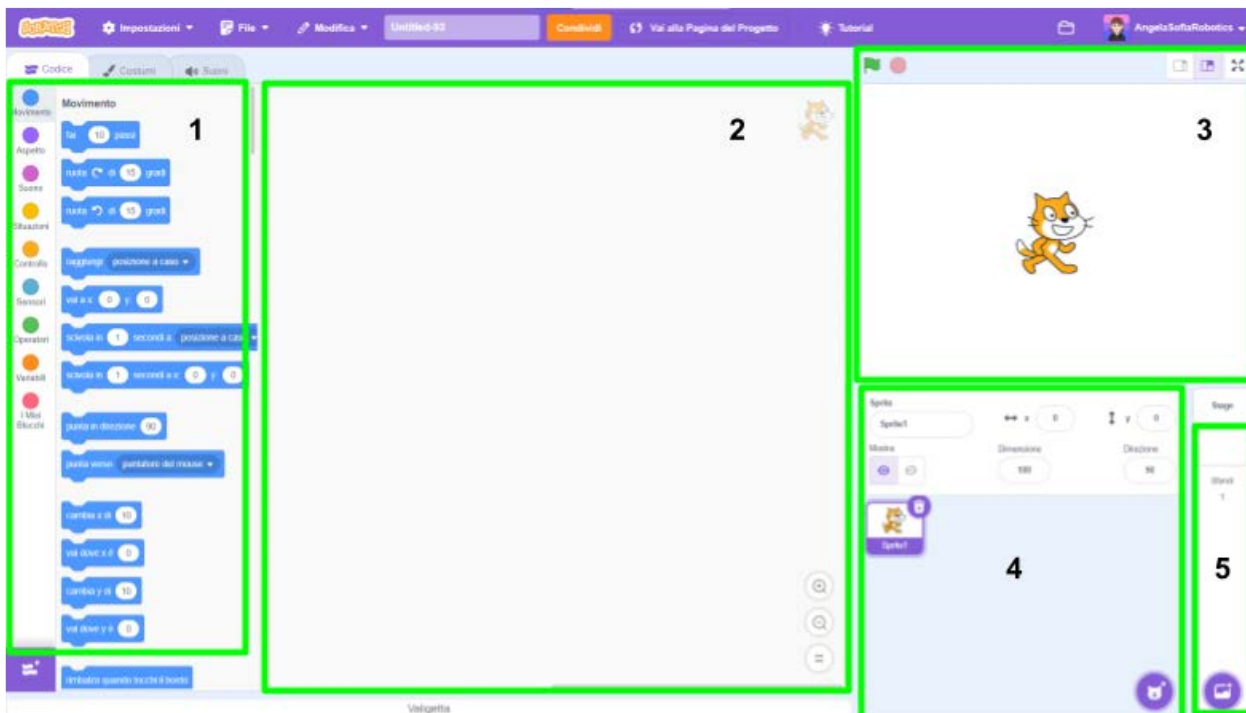 SCRATCH Impostazioni File Modifica Untitled-93 Condividi Vai alla Pagina del Progetto Tutorial AngelaSofiaRobotics
Codice Costumi Suoni
Movimento
Aspetto
Suono
Situazioni
Controllo
Sensori
Operatori
Variabili
I Miei
Blocchi
Movimento
1
fai 10 passi
ruota di 15 gradi
ruota di 15 gradi
raggiungi posizione a caso
vai a x: 0 y: 0
scivola in 1 secondi a posizione a caso
scivola in 1 secondi a x: 0 y: 0
punta in direzione 90
punta verso puntatore del mouse
cambia x di 10
vai dove x è 0
cambia y di 10
vai dove y è 0
rimbalza quando tocchi il bordo
2
3
Sprite
Sprite1 x 0 y 0
Mostra Dimensione Direzione
100 90
Sprite1
4
Stage
Sfondi
1
5
Valigetta